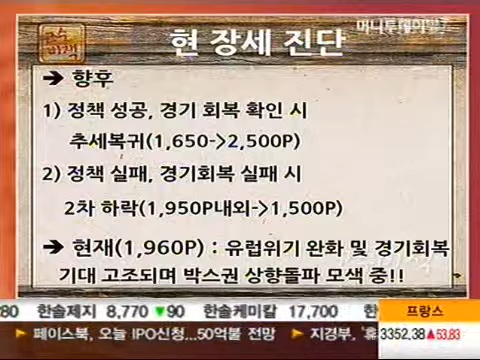 고수
비책
현 장세 진단
머니투데이방송
➔ 향후
1) 정책 성공, 경기 회복 확인 시
추세복귀(1,650->2,500P)
2) 정책 실패, 경기회복 실패 시
2차 하락(1,950P내외->1,500P)
➔ 현재(1,960P) : 유럽위기 완화 및 경기회복
기대 고조되며 박스권 상향돌파 모색 중!!
80 한솔제지 8,770 ▼90 한솔케미칼 17,700 한 프랑스
페이스북, 오늘 IPO신청...50억불 전망 ▶ 지경부, '휴 3352.38▲53.83